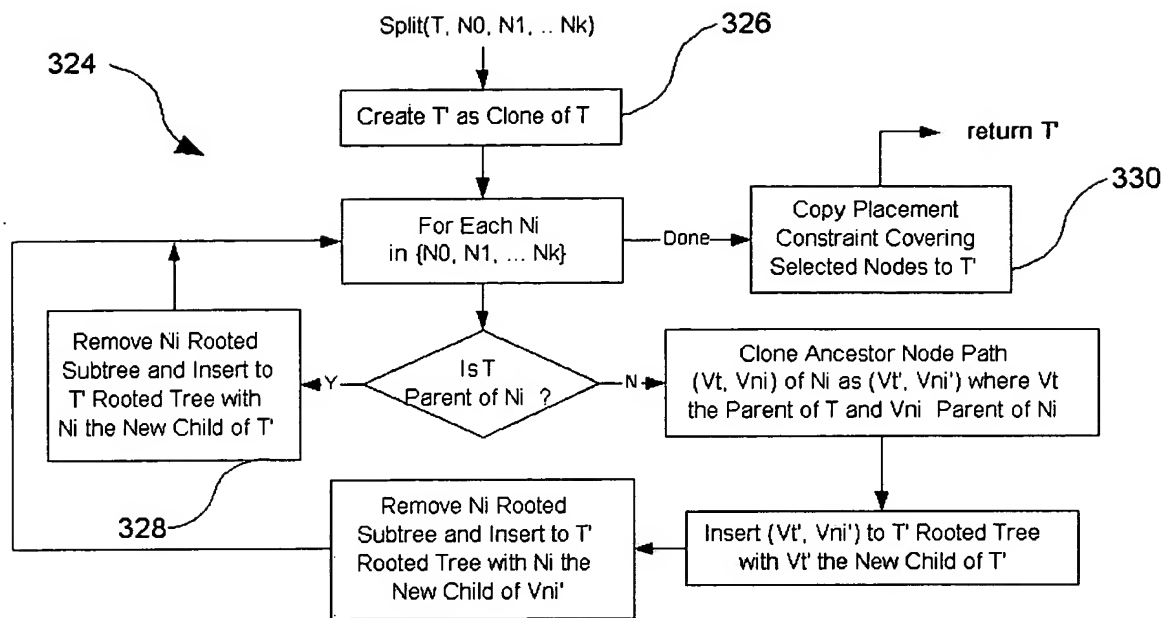 Split(T, N0, N1, .. Nk)
326
324
Create T' as Clone of T
return T'
330
For Each Ni
in {N0, N1, ... Nk}
Done
Copy Placement
Constraint Covering
Selected Nodes to T'
Remove Ni Rooted
Subtree and Insert to
T' Rooted Tree with
Ni the New Child of T'
Y
Is T
Parent of Ni ?
N
Clone Ancestor Node Path
(Vt, Vni) of Ni as (Vt', Vni') where Vt
the Parent of T and Vni Parent of Ni
328
Remove Ni Rooted
Subtree and Insert to T'
Rooted Tree with Ni the
New Child of Vni'
Insert (Vt', Vni') to T' Rooted Tree
with Vt' the New Child of T'